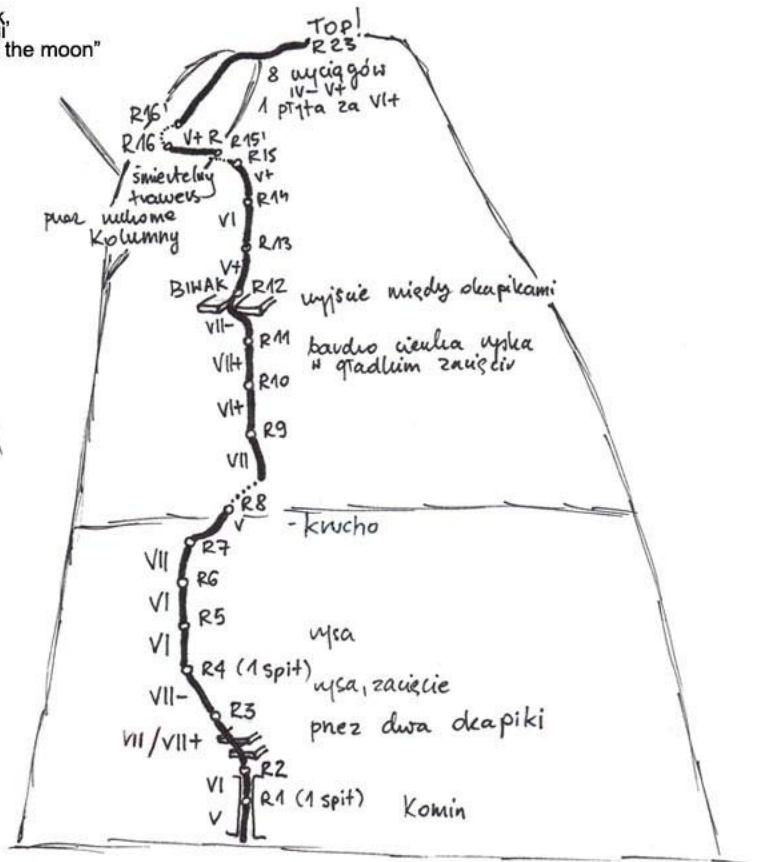 the moon”
TOP!
R23
8 wyciągów
IV- V+
1 płyta za VI+
R16'
R16
V+ R
R15'
R15
śmiertelny
trawers
przez ruchome
kolumny
V+
R14
VI
R13
V+
BIWAK
R12
wyjście między okapikami
VII-
R11
bardzo cienka ryska
w gładkim zacięciu
VII+
R10
VI+
R9
VII
R8
V
- krucho
R7
VII
R6
VI
R5
VI
rysa
R4 (1 spit)
rysa, zacięcie
VII-
R3
przez dwa okapiki
VII/VII+
R2
VI
R1 (1 spit)
Komin
V